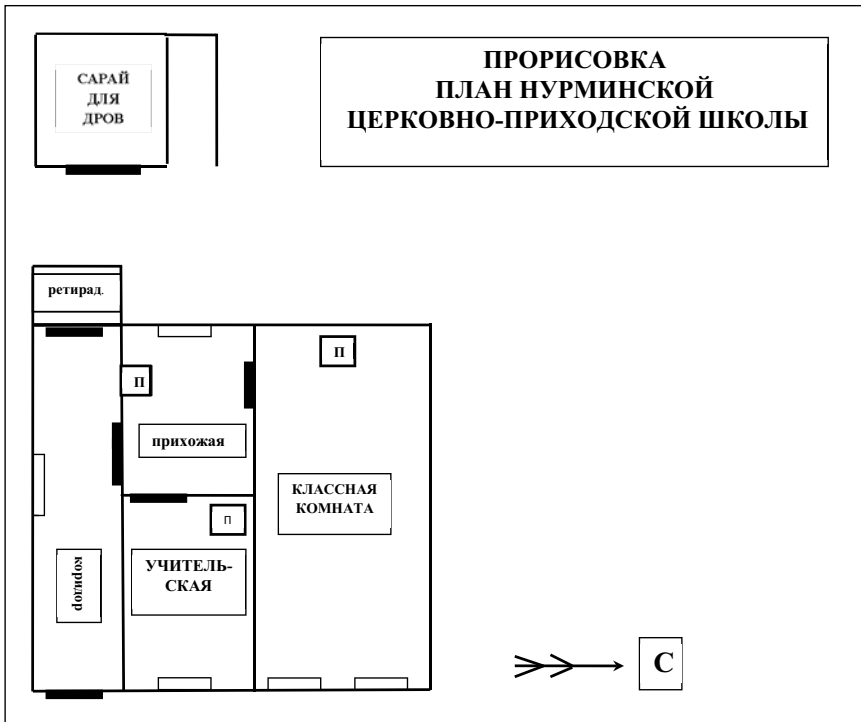 САРАЙ
ДЛЯ
ДРОВ
ПРОРИСОВКА
ПЛАН НУРМИНСКОЙ
ЦЕРКОВНО-ПРИХОДСКОЙ ШКОЛЫ
ретирад.
П
П
прихожая
КЛАССНАЯ
КОМНАТА
П
коридор
УЧИТЕЛЬ-
СКАЯ
С